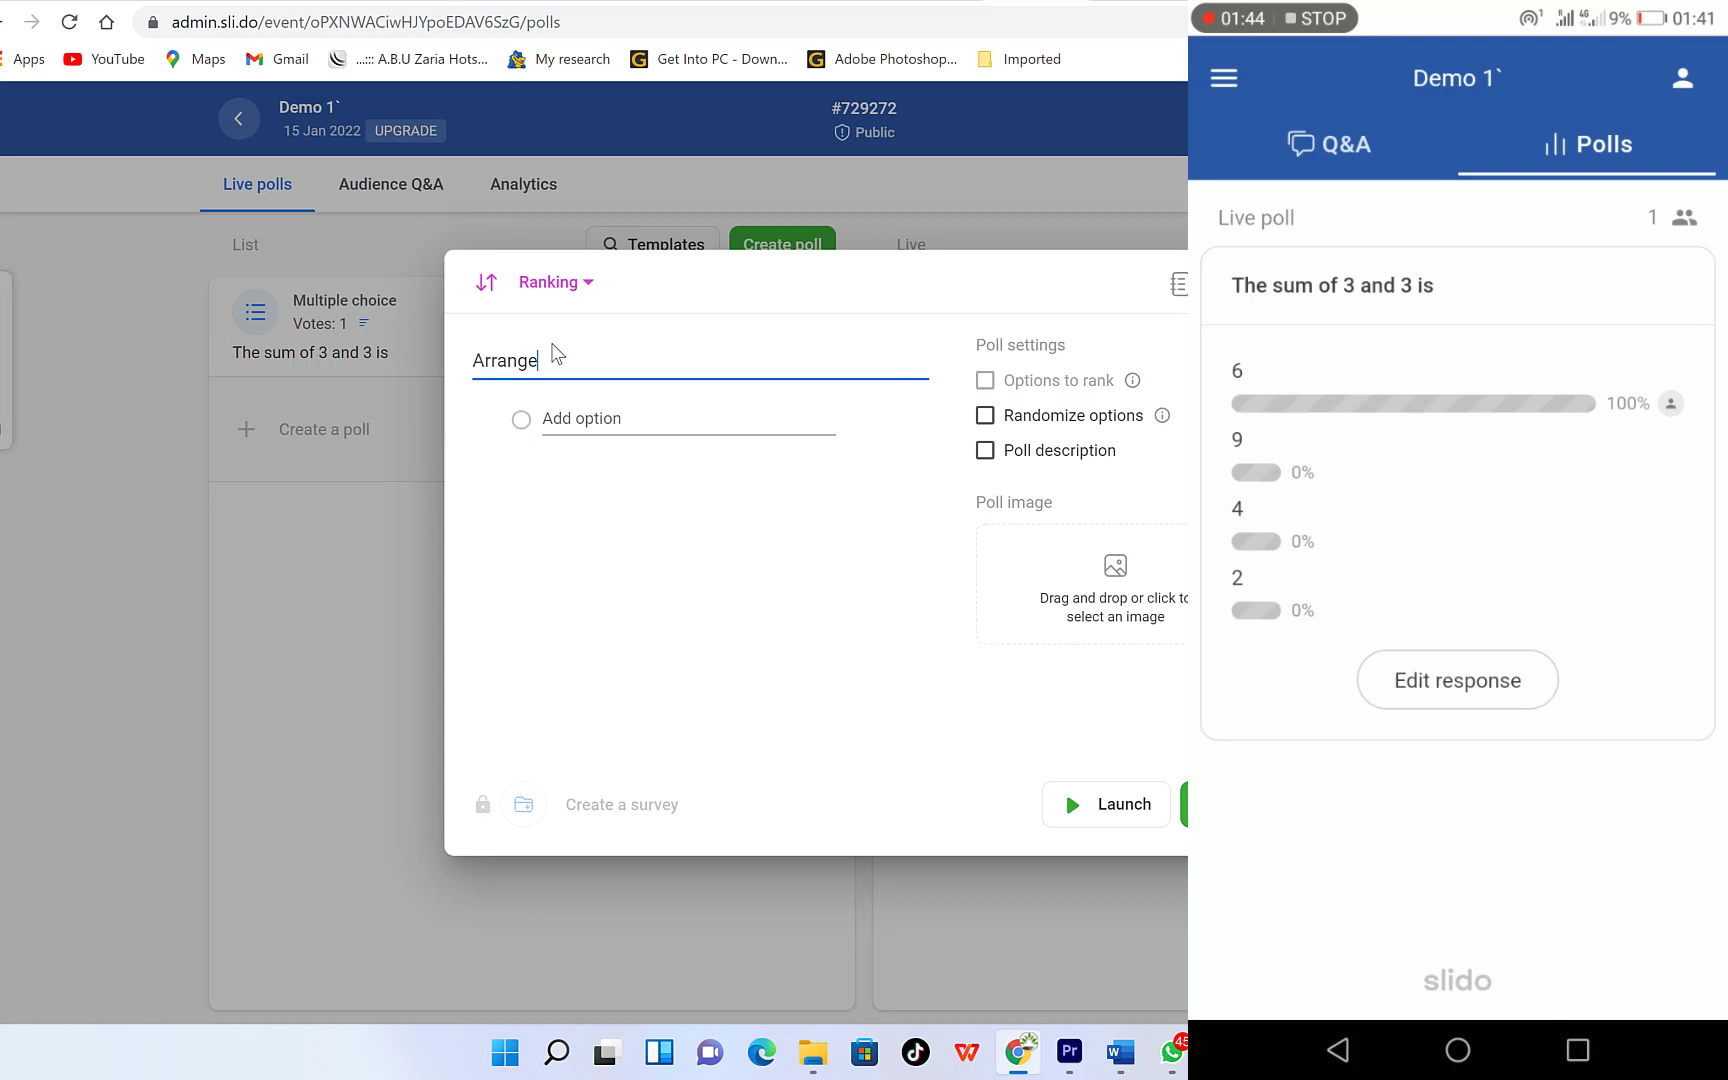 admin.sli.do/event/oPXNWACiwHJYpoEDAV6SzG/polls
Apps
YouTube
Maps
Gmail
...::: A.B.U Zaria Hots...
My research
Get Into PC - Down...
Adobe Photoshop...
Imported
Demo 1`
15 Jan 2022
UPGRADE
#729272
Public
Live polls
Audience Q&A
Analytics
List
Templates
Create poll
Live
Multiple choice
Votes: 1
The sum of 3 and 3 is
Create a poll
Ranking
Arrange
Add option
Poll settings
Options to rank
Randomize options
Poll description
Poll image
Drag and drop or click to
select an image
Create a survey
Launch
45
01:44
STOP
4G
9%
01:41
Demo 1`
Q&A
Polls
Live poll
1
The sum of 3 and 3 is
6
100%
9
0%
4
0%
2
0%
Edit response
slido
Pr
W